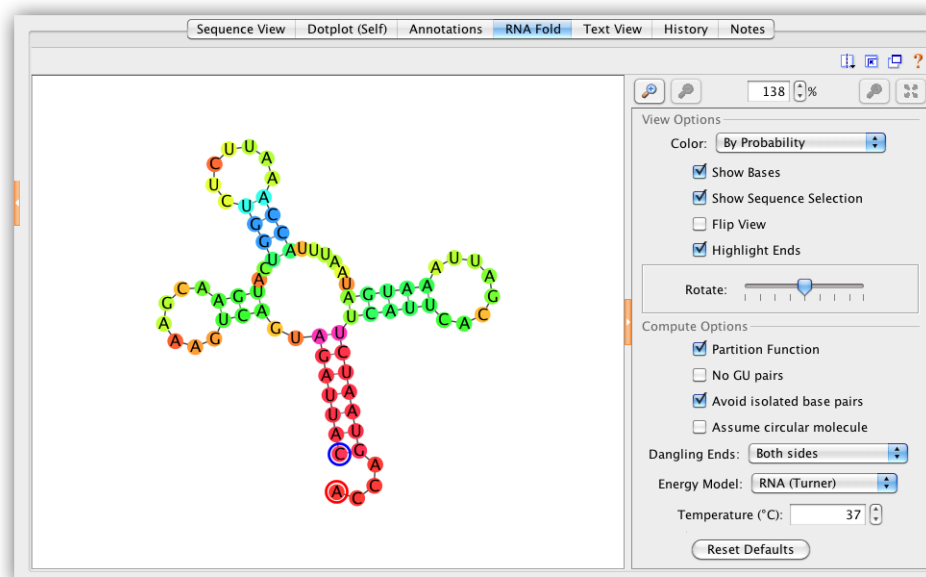 Sequence View Dotplot (Self) Annotations RNA Fold Text View History Notes
?
138 %
View Options
Color: By Probability
Show Bases
Show Sequence Selection
Flip View
Highlight Ends
Rotate:
Compute Options
Partition Function
No GU pairs
Avoid isolated base pairs
Assume circular molecule
Dangling Ends: Both sides
Energy Model: RNA (Turner)
Temperature (°C): 37
Reset Defaults